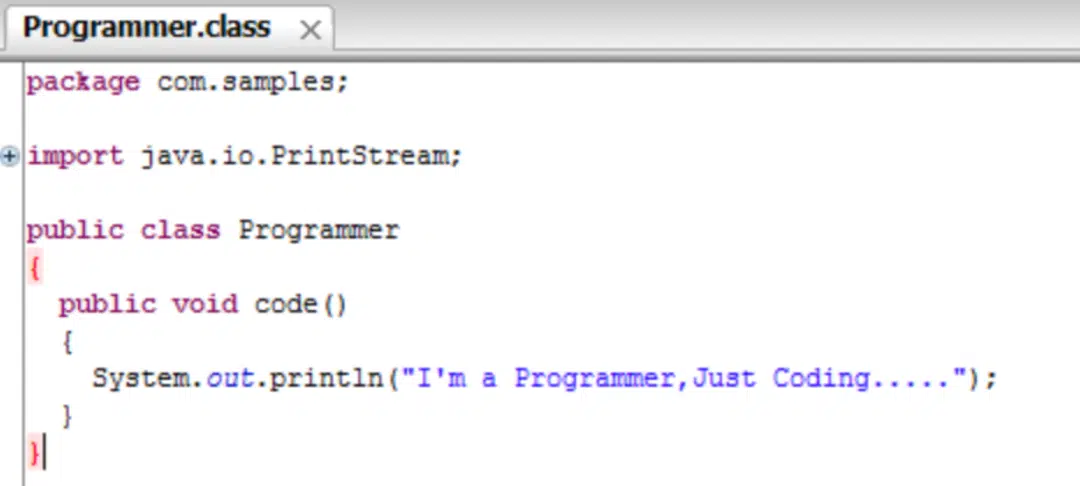 Programmer.class
package com.samples;
import java.io.PrintStream;
public class Programmer
{
public void code()
{
System.out.println("I'm a Programmer,Just Coding.....");
}
}